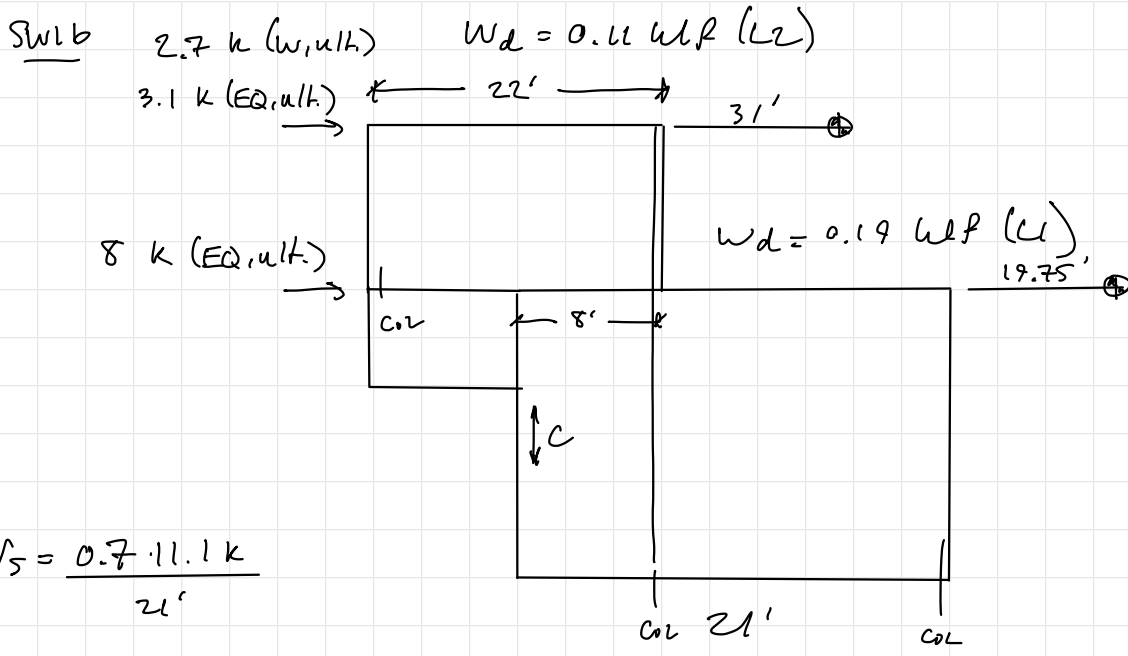 SW1b 2.7 k (W,ult.) Wd = 0.11 klf (L2)
3.1 k (EQ,ult.) 22'
31'
8 k (EQ,ult.) Wd = 0.19 klf (L1)
19.75'
COL 8'
C
Vs = 0.7 · 11.1 k
21'
COL 21' COL